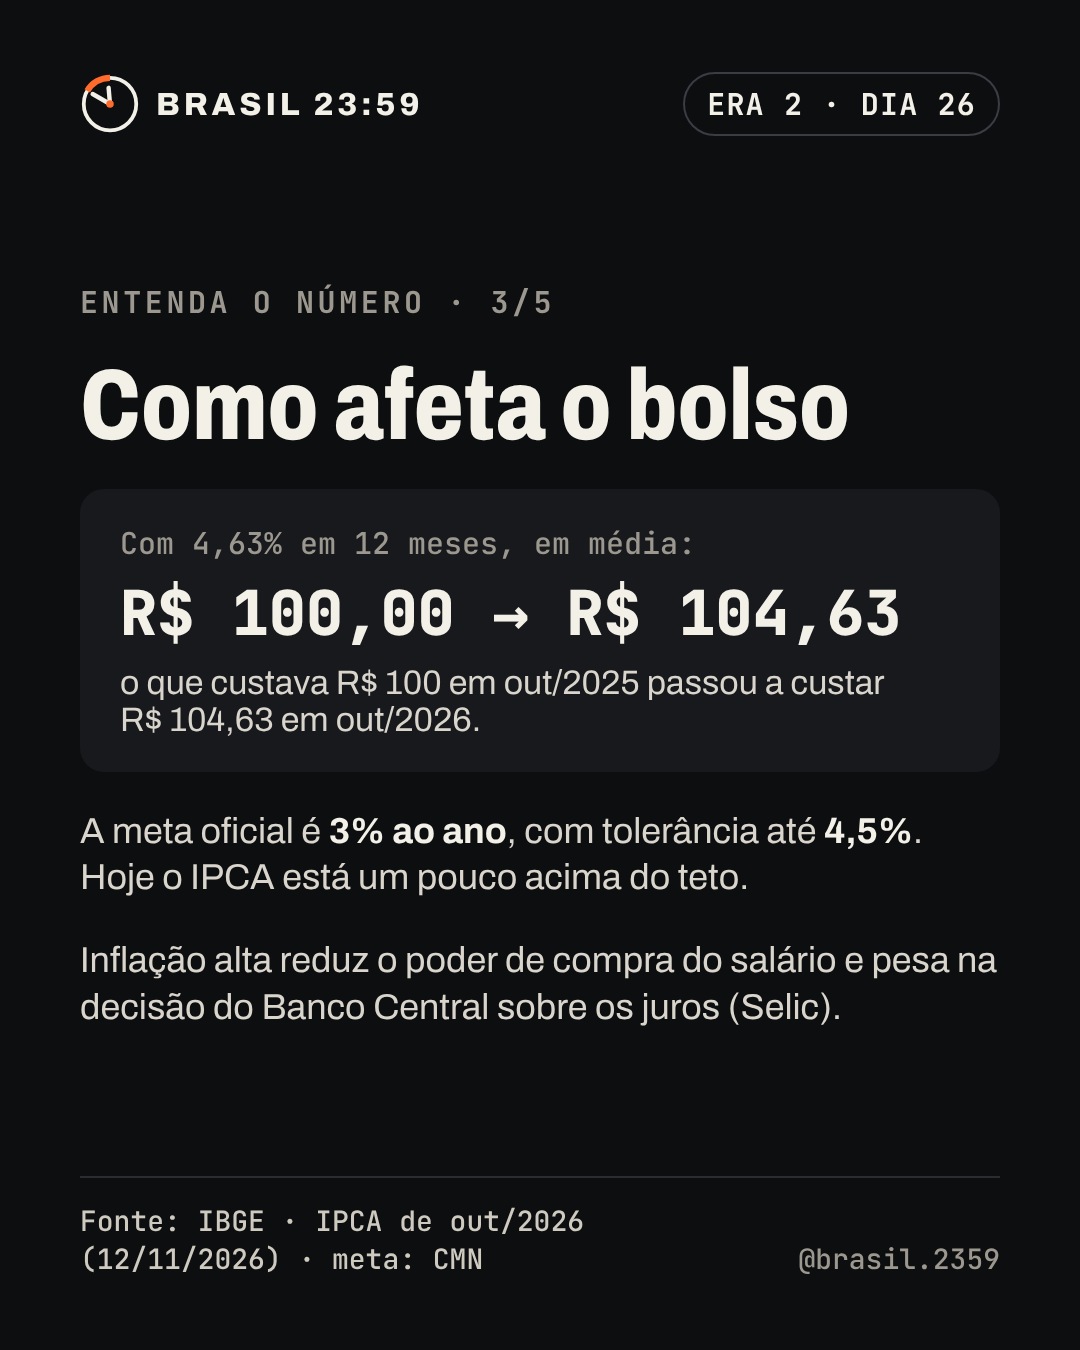 BRASIL 23:59
ERA 2 · DIA 26
ENTENDA O NÚMERO · 3/5
Como afeta o bolso
Com 4,63% em 12 meses, em média:
R$ 100,00 → R$ 104,63
o que custava R$ 100 em out/2025 passou a custar
R$ 104,63 em out/2026.
A meta oficial é 3% ao ano, com tolerância até 4,5%.
Hoje o IPCA está um pouco acima do teto.
Inflação alta reduz o poder de compra do salário e pesa na
decisão do Banco Central sobre os juros (Selic).
Fonte: IBGE · IPCA de out/2026
(12/11/2026) · meta: CMN
@brasil.2359